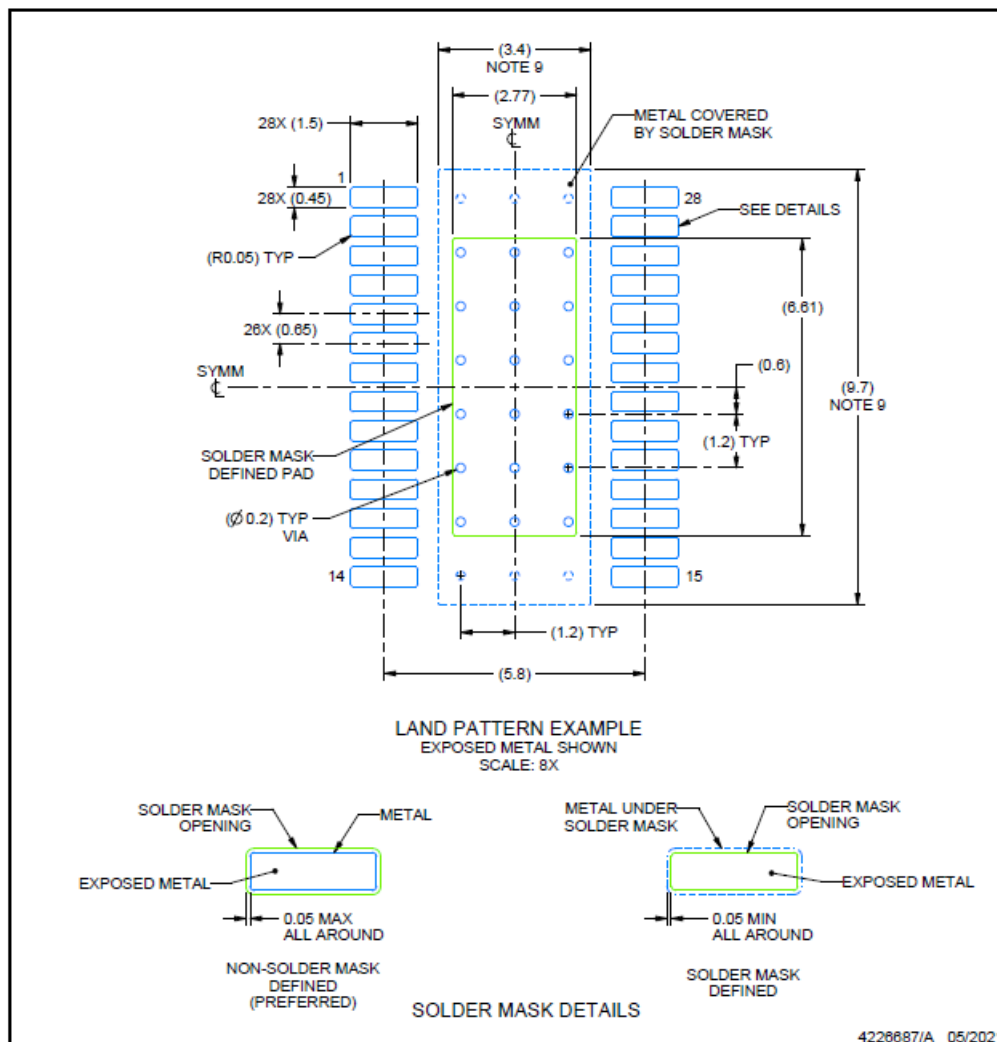 (3.4)
NOTE 9
(2.77)
SYMM
℄
METAL COVERED
BY SOLDER MASK
28X (1.5)
1
28X (0.45)
28
SEE DETAILS
(R0.05) TYP
(6.61)
26X (0.65)
SYMM
℄
(0.6)
(9.7)
NOTE 9
(1.2) TYP
SOLDER MASK
DEFINED PAD
(Ø 0.2) TYP
VIA
14
15
(1.2) TYP
(5.8)
LAND PATTERN EXAMPLE
EXPOSED METAL SHOWN
SCALE: 8X
SOLDER MASK
OPENING
METAL
EXPOSED METAL
0.05 MAX
ALL AROUND
NON-SOLDER MASK
DEFINED
(PREFERRED)
METAL UNDER
SOLDER MASK
SOLDER MASK
OPENING
EXPOSED METAL
0.05 MIN
ALL AROUND
SOLDER MASK
DEFINED
SOLDER MASK DETAILS
4226687/A 05/202